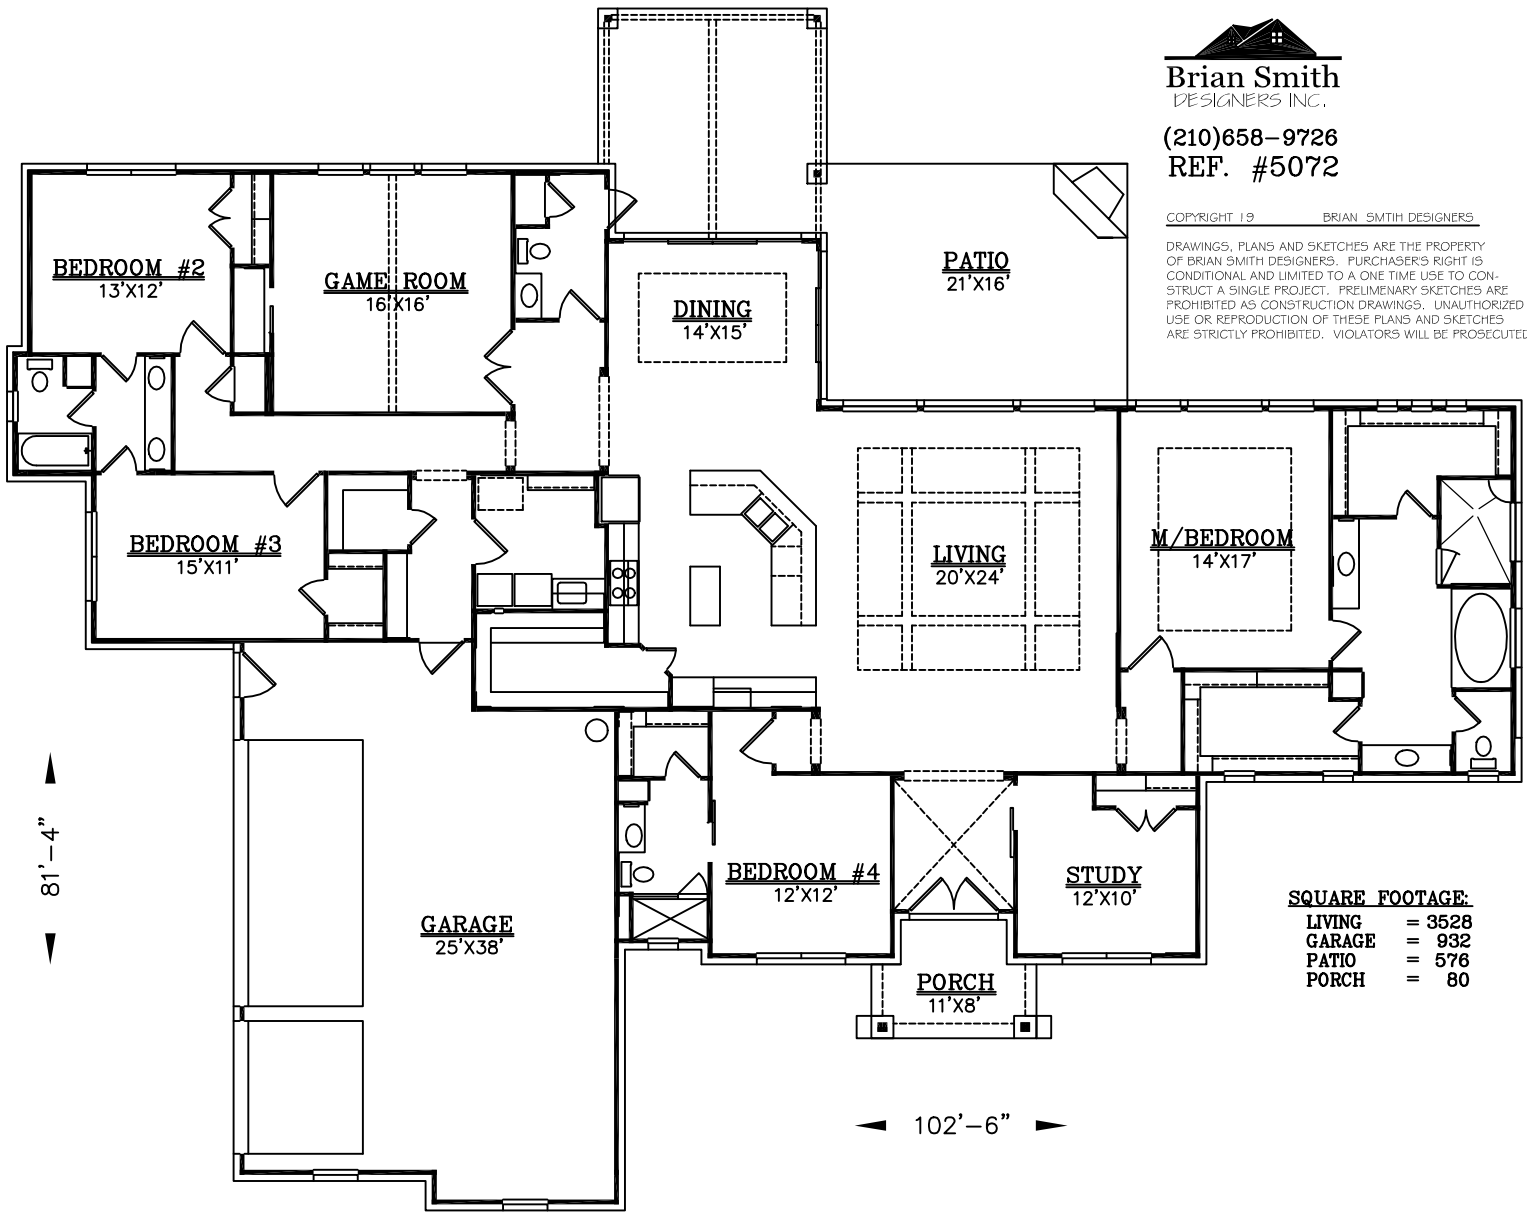 Brian Smith
DESIGNERS INC.
(210)658-9726
REF. #5072
COPYRIGHT 19 BRIAN SMTIH DESIGNERS
DRAWINGS, PLANS AND SKETCHES ARE THE PROPERTY
OF BRIAN SMITH DESIGNERS. PURCHASER'S RIGHT IS
CONDITIONAL AND LIMITED TO A ONE TIME USE TO CON-
STRUCT A SINGLE PROJECT. PRELIMENARY SKETCHES ARE
PROHIBITED AS CONSTRUCTION DRAWINGS. UNAUTHORIZED
USE OR REPRODUCTION OF THESE PLANS AND SKETCHES
ARE STRICTLY PROHIBITED. VIOLATORS WILL BE PROSECUTED
BEDROOM #2
13'X12'
GAME ROOM
16'X16'
DINING
14'X15'
PATIO
21'X16'
BEDROOM #3
15'X11'
LIVING
20'X24'
M/BEDROOM
14'X17'
81'-4"
GARAGE
25'X38'
BEDROOM #4
12'X12'
STUDY
12'X10'
PORCH
11'X8'
102'-6"
SQUARE FOOTAGE:
LIVING = 3528
GARAGE = 932
PATIO = 576
PORCH = 80